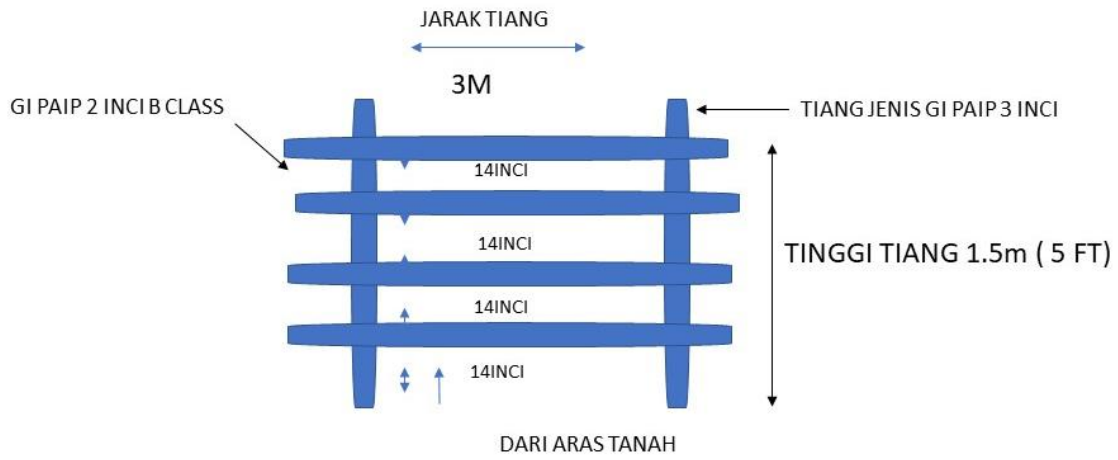 JARAK TIANG
3M
GI PAIP 2 INCI B CLASS
TIANG JENIS GI PAIP 3 INCI
14INCI
14INCI
TINGGI TIANG 1.5m ( 5 FT)
14INCI
14INCI
DARI ARAS TANAH